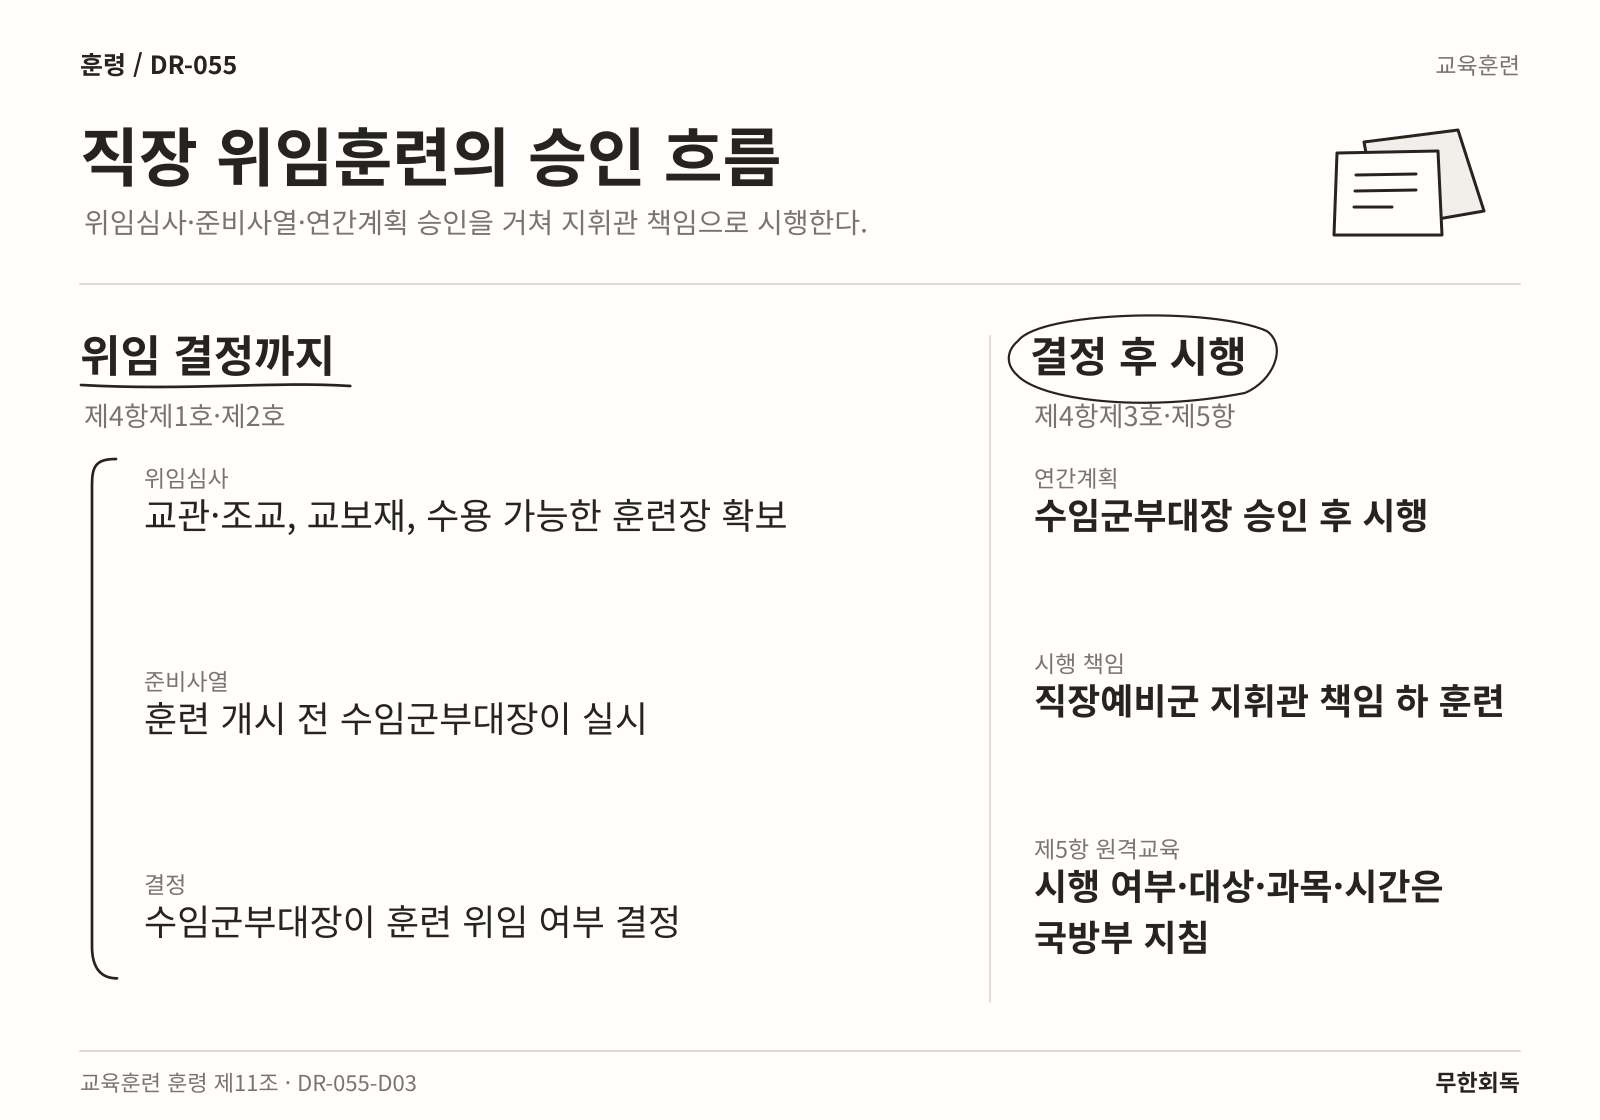 훈령 / DR-055
교육훈련
직장 위임훈련의 승인 흐름
위임심사·준비사열·연간계획 승인을 거쳐 지휘관 책임으로 시행한다.
위임 결정까지
제4항제1호·제2호
위임심사
교관·조교, 교보재, 수용 가능한 훈련장 확보
준비사열
훈련 개시 전 수임군부대장이 실시
결정
수임군부대장이 훈련 위임 여부 결정
결정 후 시행
제4항제3호·제5항
연간계획
수임군부대장 승인 후 시행
시행 책임
직장예비군 지휘관 책임 하 훈련
제5항 원격교육
시행 여부·대상·과목·시간은
국방부 지침
교육훈련 훈령 제11조 · DR-055-D03
무한회독